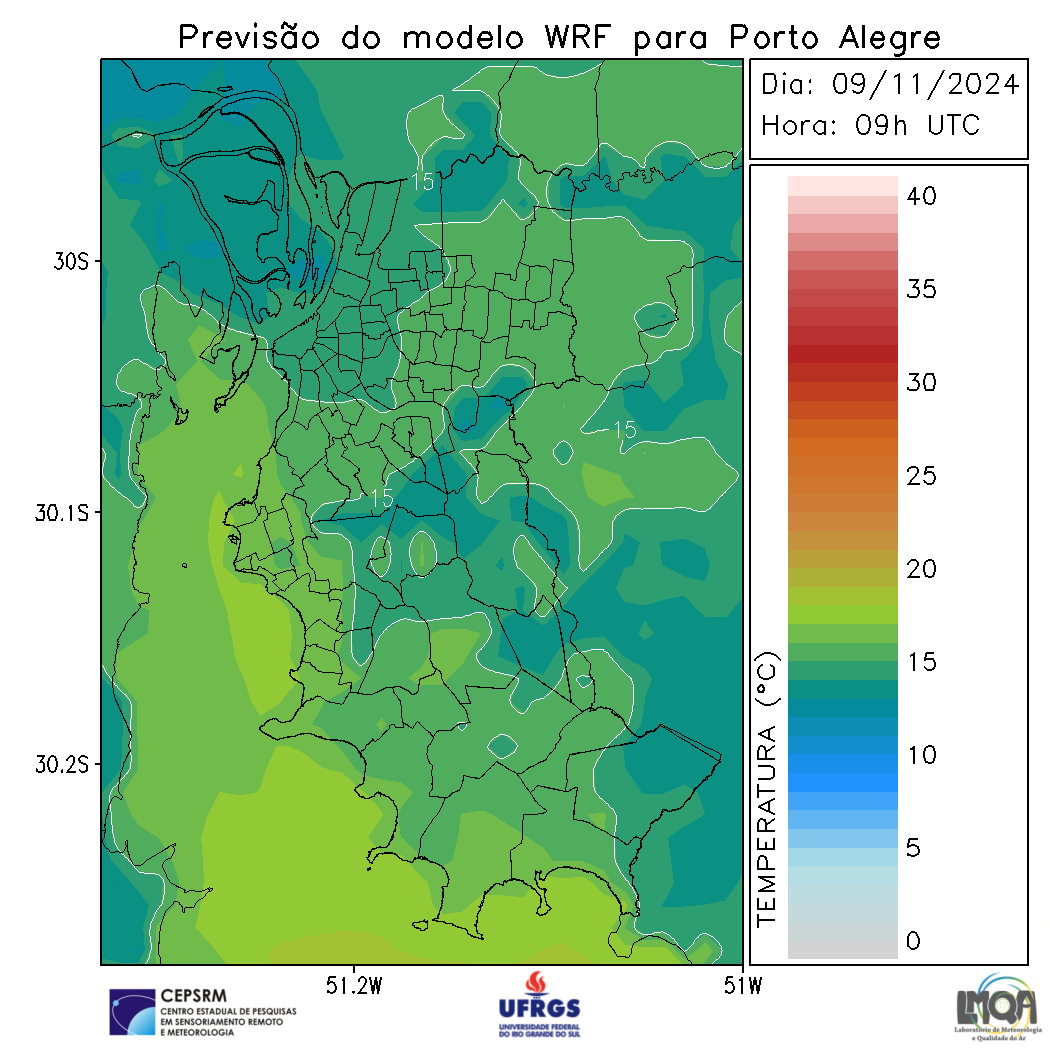 Previsão do modelo WRF para Porto Alegre
Dia: 09/11/2024
Hora: 09h UTC
40
35
30
25
20
15
10
5
0
TEMPERATURA (°C)
15
15
15
30S
30.1S
30.2S
51.2W
51W
CEPSRM
CENTRO ESTADUAL DE PESQUISAS
EM SENSORIAMENTO REMOTO
E METEOROLOGIA
UFRGS
UNIVERSIDADE FEDERAL
DO RIO GRANDE DO SUL
LMQA
Laboratório de Meteorologia
e Qualidade do Ar